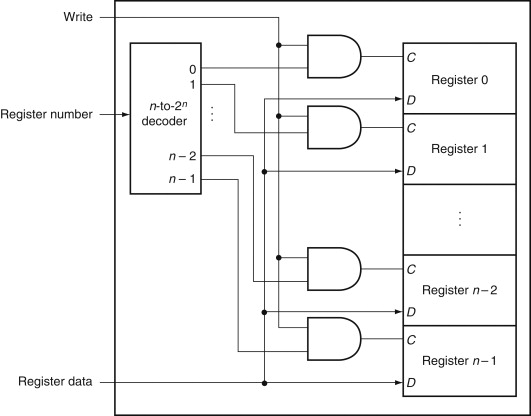 Write
Register number
n-to-2ⁿ
decoder
0
1
⋮
n – 2
n – 1
C
Register 0
D
C
Register 1
D
⋮
C
Register n – 2
D
C
Register n – 1
D
Register data